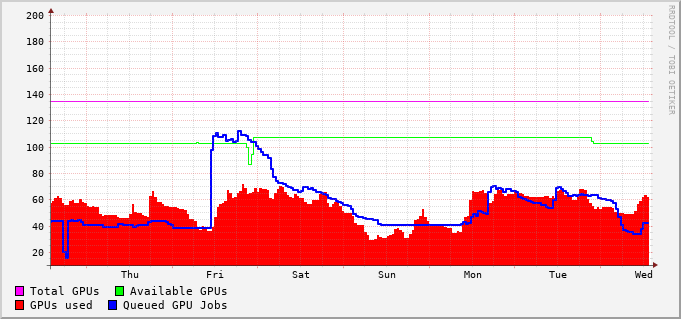 200
180
160
140
120
100
80
60
40
20
Thu Fri Sat Sun Mon Tue Wed
Total GPUs Available GPUs
GPUs used Queued GPU Jobs
RRDTOOL / TOBI OETIKER